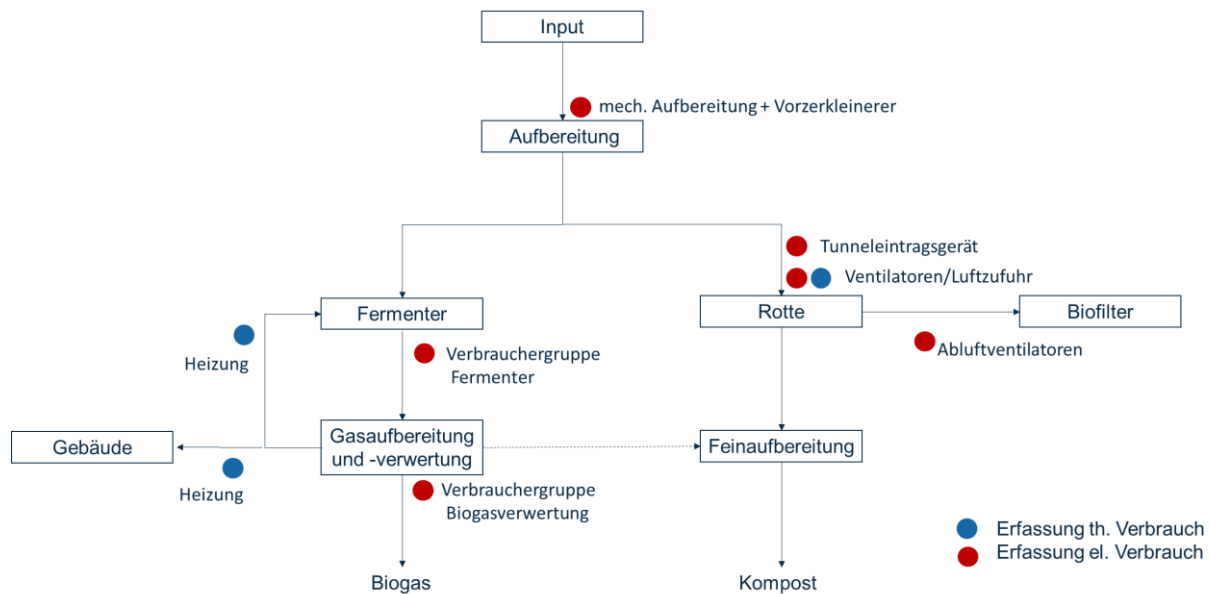 Input
mech. Aufbereitung + Vorzerkleinerer
Aufbereitung
Tunneleintragsgerät
Ventilatoren/Luftzufuhr
Fermenter
Rotte
Biofilter
Heizung
Verbrauchergruppe
Fermenter
Abluftventilatoren
Gebäude
Gasaufbereitung
und -verwertung
Feinaufbereitung
Heizung
Verbrauchergruppe
Biogasverwertung
Erfassung th. Verbrauch
Erfassung el. Verbrauch
Biogas
Kompost